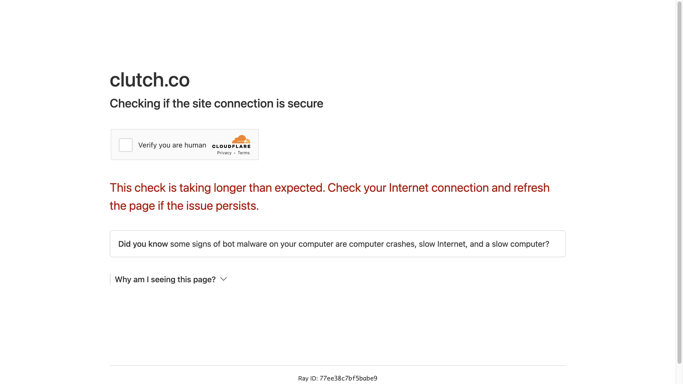 clutch.co
Checking if the site connection is secure
Verify you are human
CLOUDFLARE
Privacy • Terms
This check is taking longer than expected. Check your Internet connection and refresh
the page if the issue persists.
Did you know some signs of bot malware on your computer are computer crashes, slow Internet, and a slow computer?
Why am I seeing this page?
Ray ID: 77ee38c7bf5babe9